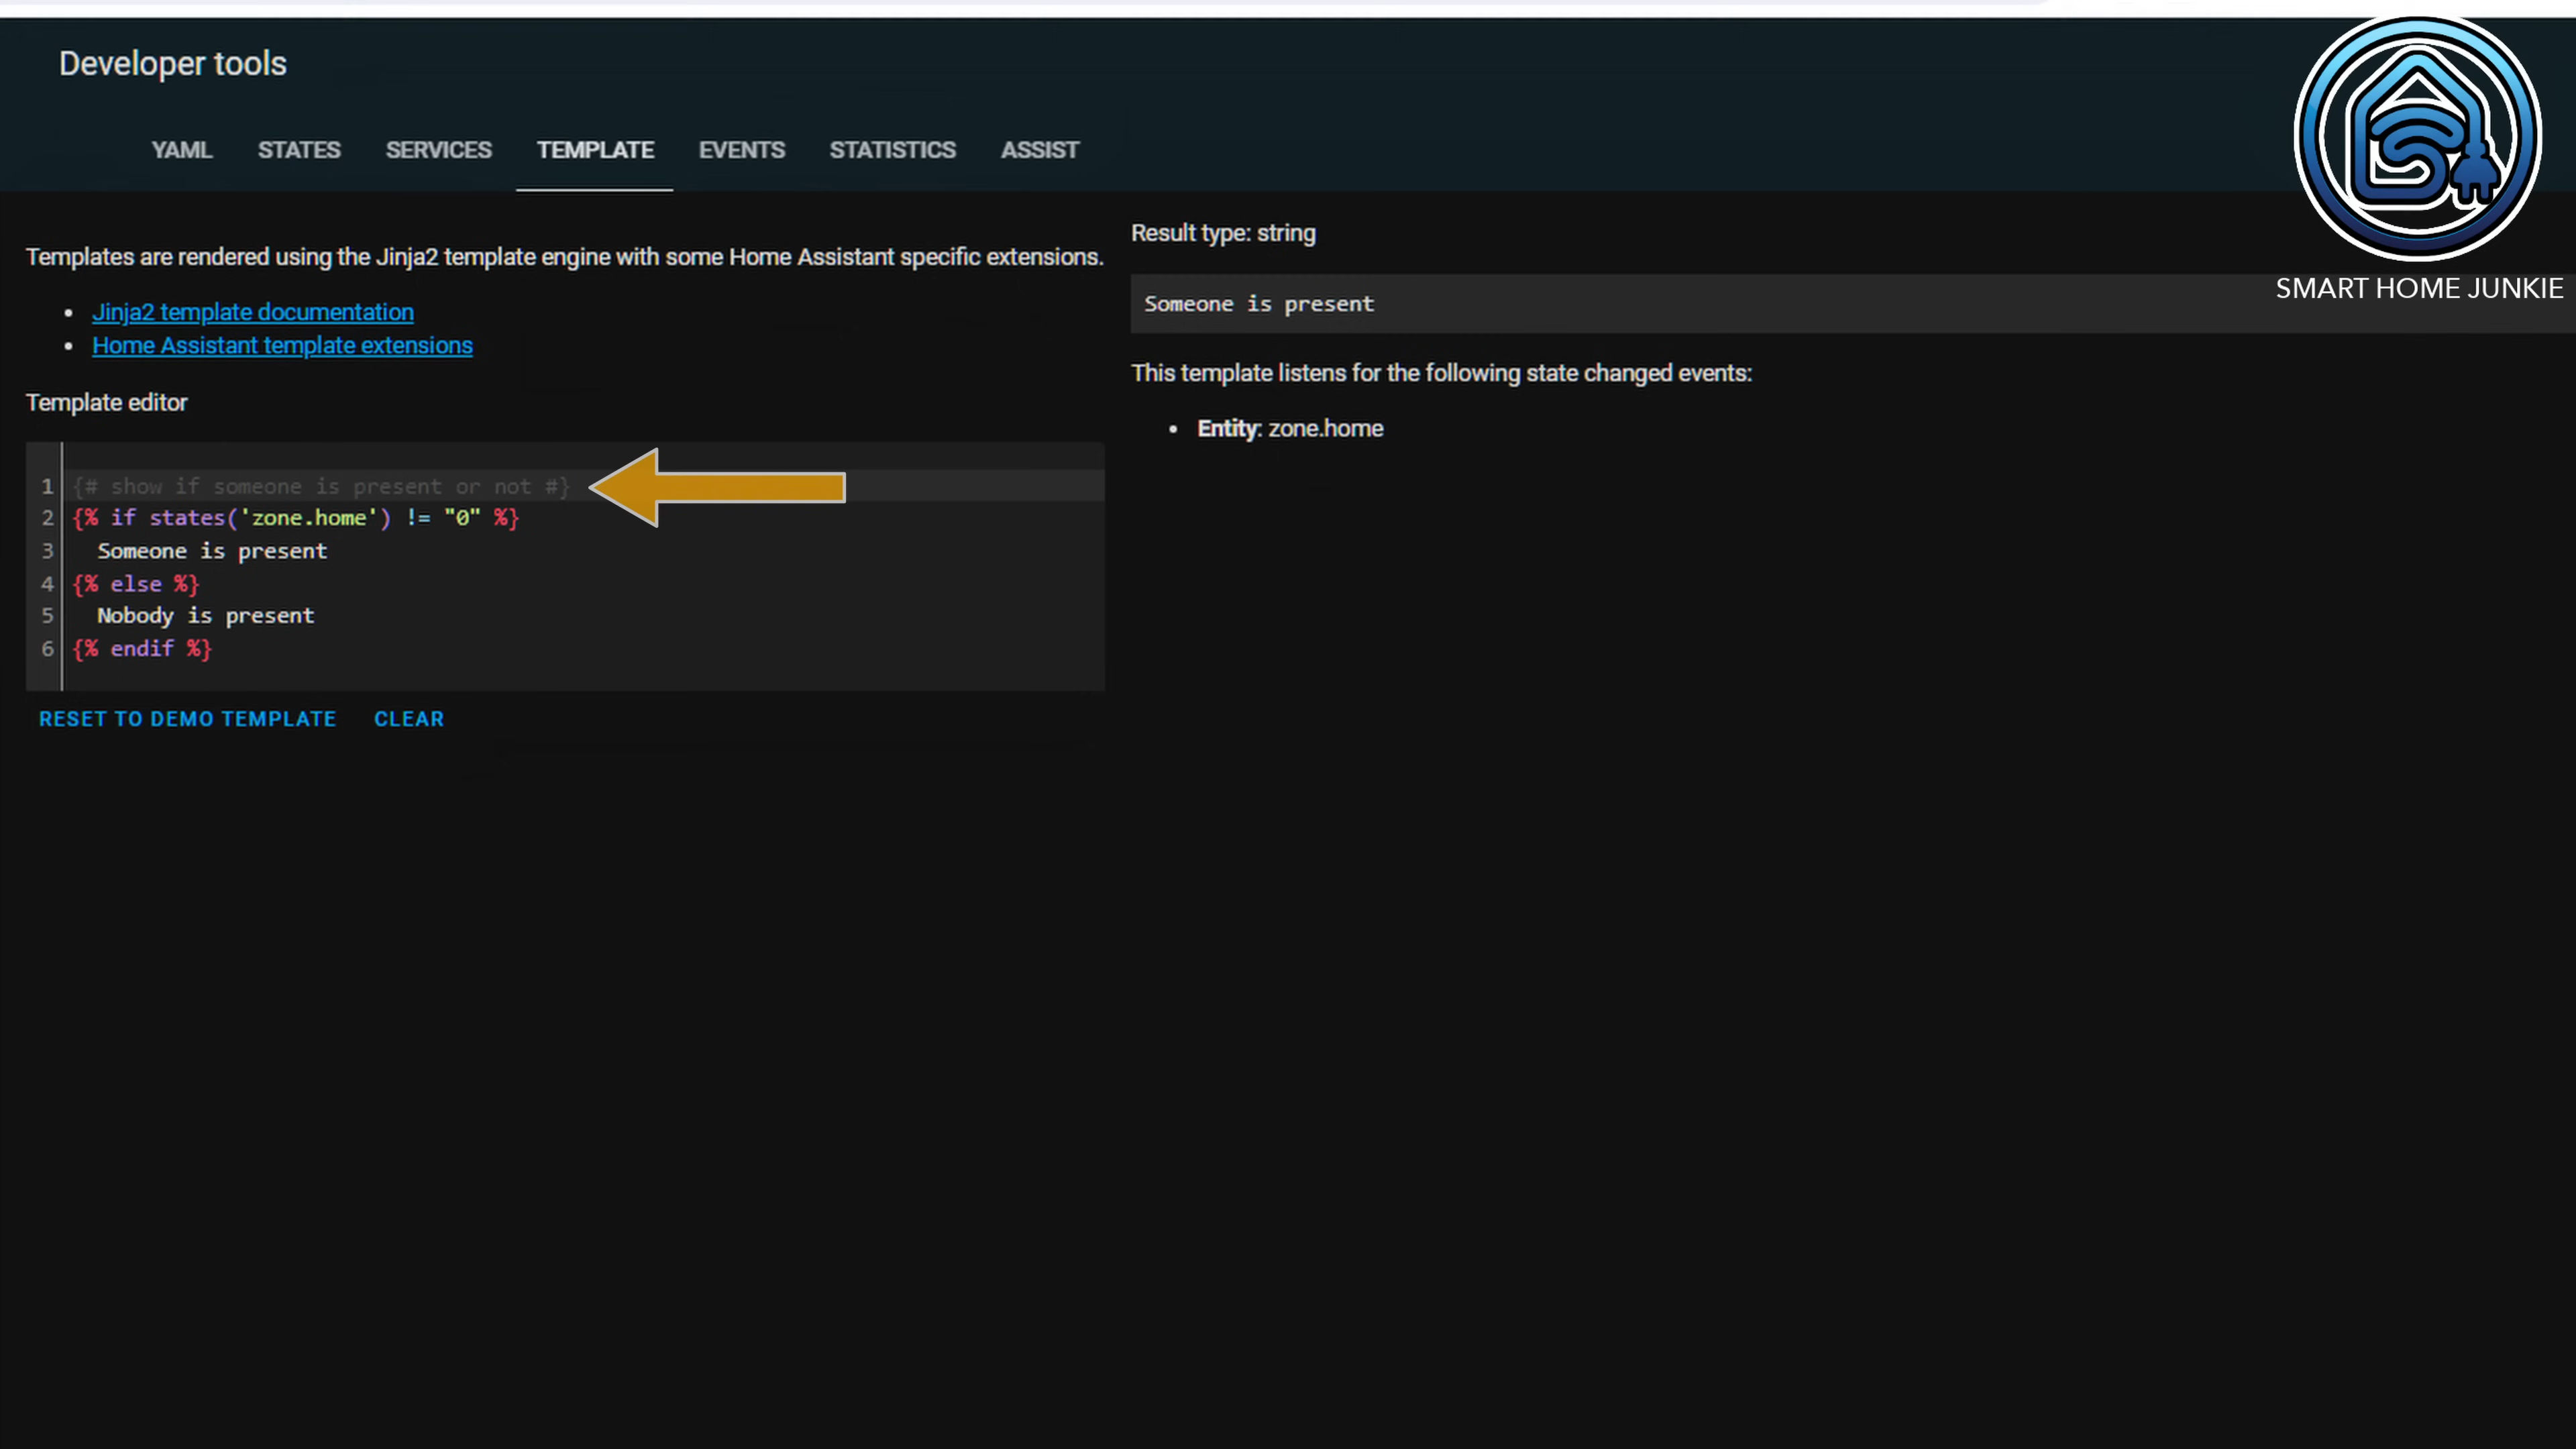 Developer tools
YAML STATES SERVICES TEMPLATE EVENTS STATISTICS ASSIST
SMART HOME JUNKIE
Templates are rendered using the Jinja2 template engine with some Home Assistant specific extensions.
Jinja2 template documentation
Home Assistant template extensions
Template editor
1 {# show if someone is present or not #}
2 {% if states('zone.home') != "0" %}
3 Someone is present
4 {% else %}
5 Nobody is present
6 {% endif %}
RESET TO DEMO TEMPLATE CLEAR
Result type: string
Someone is present
This template listens for the following state changed events:
Entity: zone.home